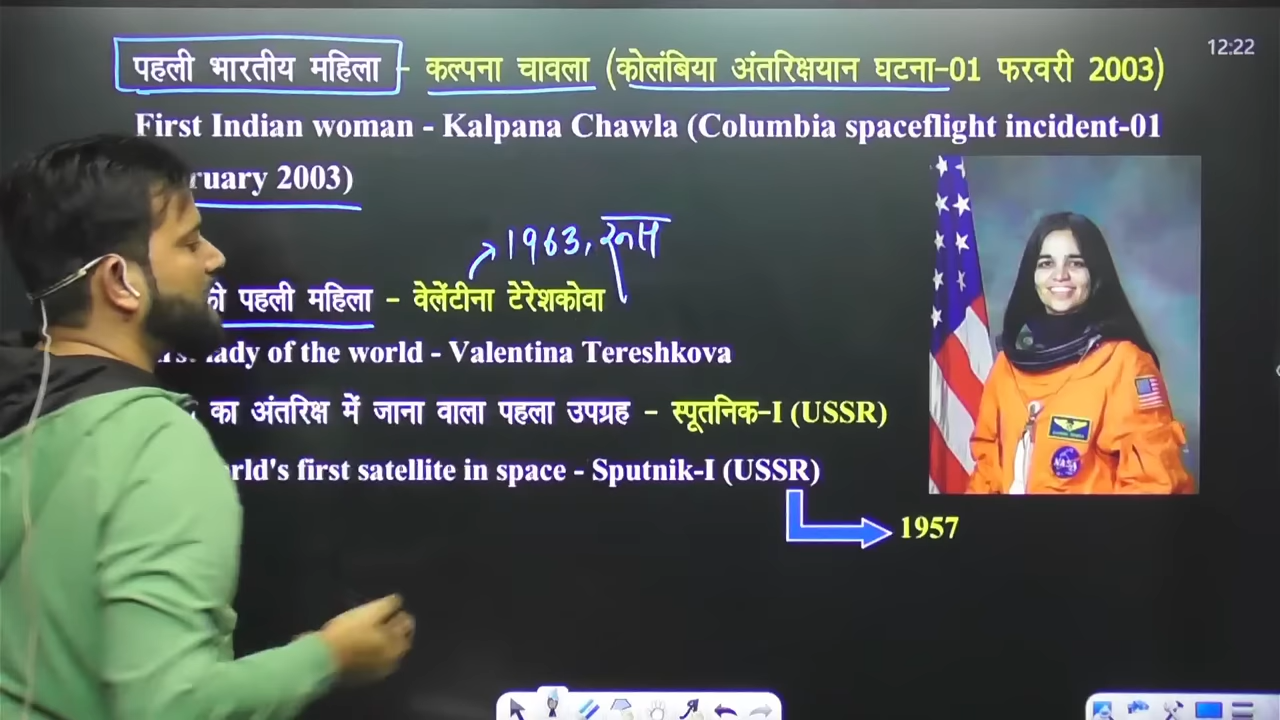 12:22
पहली भारतीय महिला - कल्पना चावला (कोलंबिया अंतरिक्षयान घटना-01 फरवरी 2003)
First Indian woman - Kalpana Chawla (Columbia spaceflight incident-01
2003)
1963, रूस
पहली महिला - वेलेंटीना टेरेशकोवा
lady of the world - Valentina Tereshkova
का अंतरिक्ष में जाना वाला पहला उपग्रह - स्पूतनिक-I (USSR)
first satellite in space - Sputnik-I (USSR)
1957
NASA